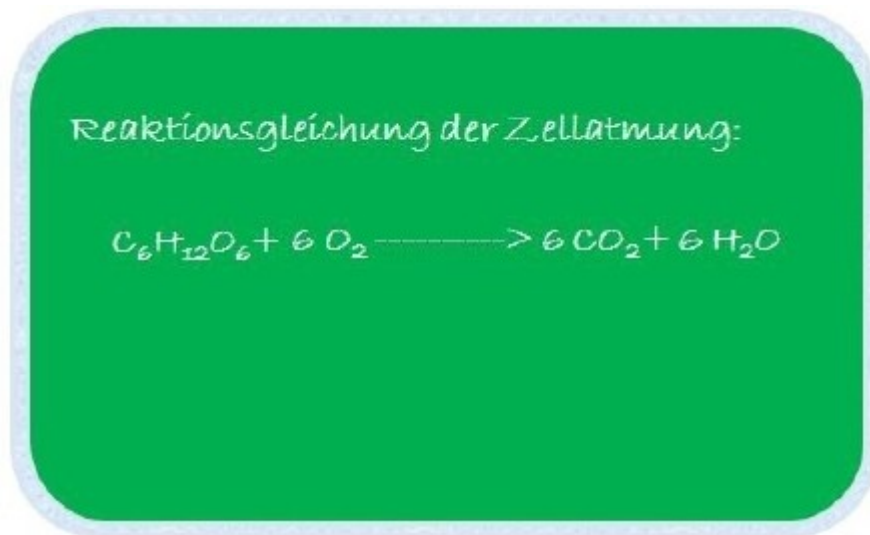 Reaktionsgleichung der Zellatmung:
C₆H₁₂O₆ + 6 O₂ ----------> 6 CO₂ + 6 H₂O